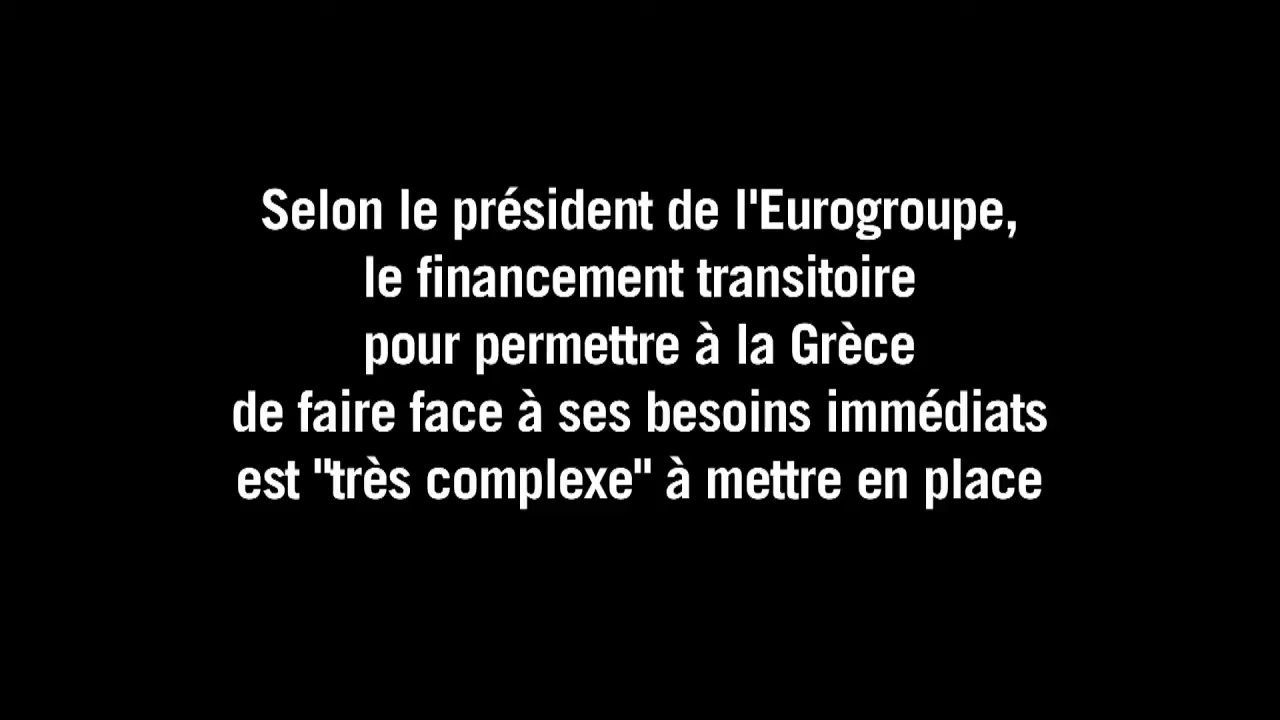 Selon le président de l'Eurogroupe,
le financement transitoire
pour permettre à la Grèce
de faire face à ses besoins immédiats
est "très complexe" à mettre en place